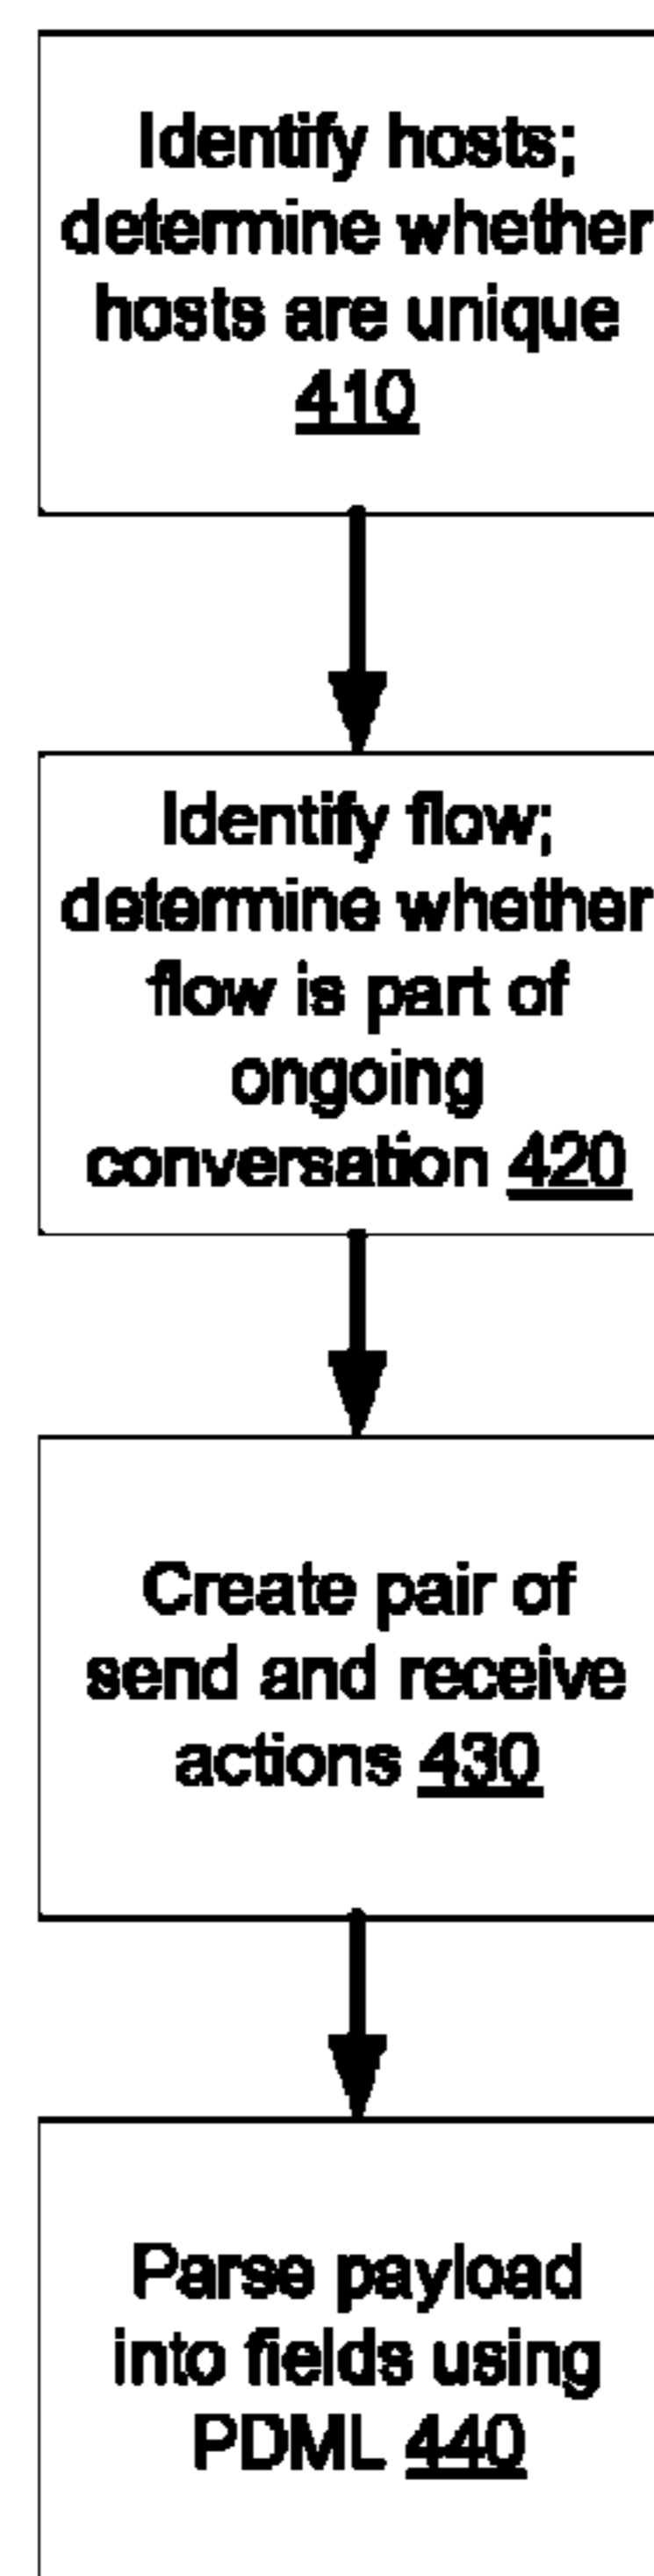 Identify hosts;
determine whether
hosts are unique
410
Identify flow;
determine whether
flow is part of
ongoing
conversation 420
Create pair of
send and receive
actions 430
Parse payload
into fields using
PDML 440